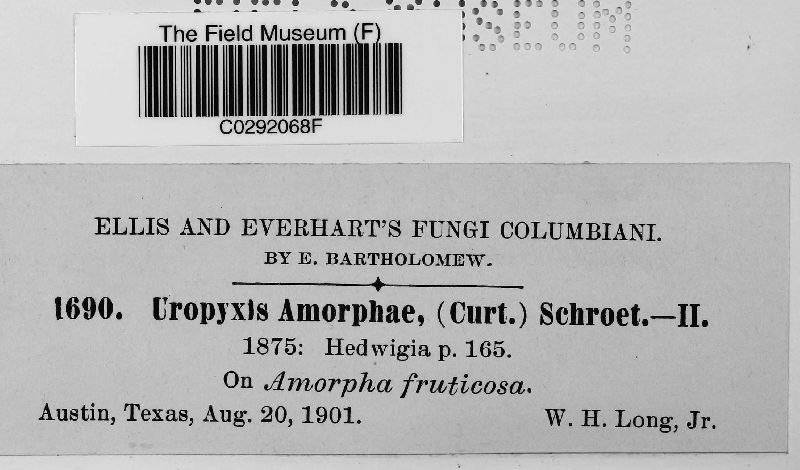 The Field Museum (F)
C0292068F
ELLIS AND EVERHART'S FUNGI COLUMBIANI.
BY E. BARTHOLOMEW.
1690. Uropyxis Amorphae, (Curt.) Schroet.—II.
1875: Hedwigia p. 165.
On Amorpha fruticosa.
Austin, Texas, Aug. 20, 1901. W. H. Long, Jr.